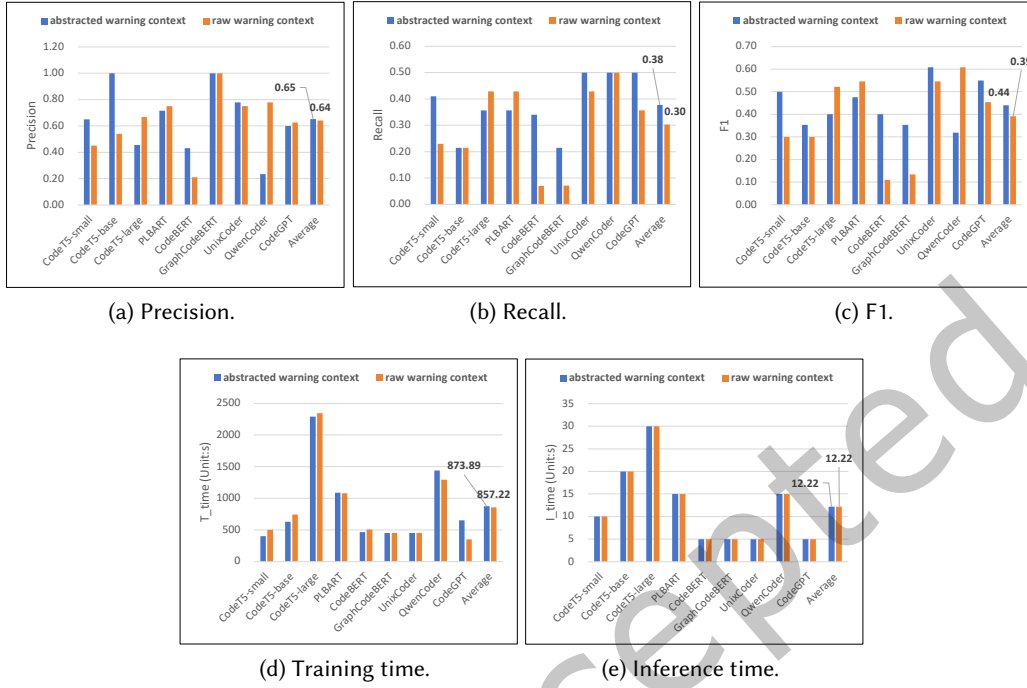 abstracted warning context raw warning context
1.20
1.00
0.80
0.60
0.40
0.20
0.00
Precision
0.65
0.64
CodeT5-small
CodeT5-base
CodeT5-large
PLBART
CodeBERT
GraphCodeBERT
UnixCoder
QwenCoder
CodeGPT
Average
(a) Precision.
abstracted warning context raw warning context
0.60
0.50
0.40
0.30
0.20
0.10
0.00
Recall
0.38
0.30
CodeT5-small
CodeT5-base
CodeT5-large
PLBART
CodeBERT
GraphCodeBERT
UnixCoder
QwenCoder
CodeGPT
Average
(b) Recall.
abstracted warning context raw warning context
0.70
0.60
0.50
0.40
0.30
0.20
0.10
0.00
F1
0.39
0.44
CodeT5-small
CodeT5-base
CodeT5-large
PLBART
CodeBERT
GraphCodeBERT
UnixCoder
QwenCoder
CodeGPT
Average
(c) F1.
abstracted warning context raw warning context
2500
2000
1500
1000
500
0
T_time (Unit:s)
873.89
857.22
CodeT5-small
CodeT5-base
CodeT5-large
PLBART
CodeBERT
GraphCodeBERT
UnixCoder
QwenCoder
CodeGPT
Average
(d) Training time.
abstracted warning context raw warning context
35
30
25
20
15
10
5
0
I_time (Unit:s)
12.22
12.22
CodeT5-small
CodeT5-base
CodeT5-large
PLBART
CodeBERT
GraphCodeBERT
UnixCoder
QwenCoder
CodeGPT
Average
(e) Inference time.
cepted